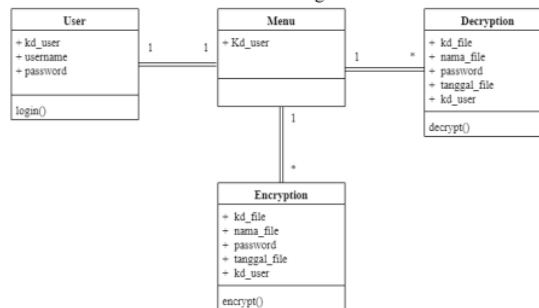 User
+ kd_user
+ username
+ password
login()
1
1
Menu
+ Kd_user
1
*
Decryption
+ kd_file
+ nama_file
+ password
+ tanggal_file
+ kd_user
decrypt()
1
*
Encryption
+ kd_file
+ nama_file
+ password
+ tanggal_file
+ kd_user
encrypt()